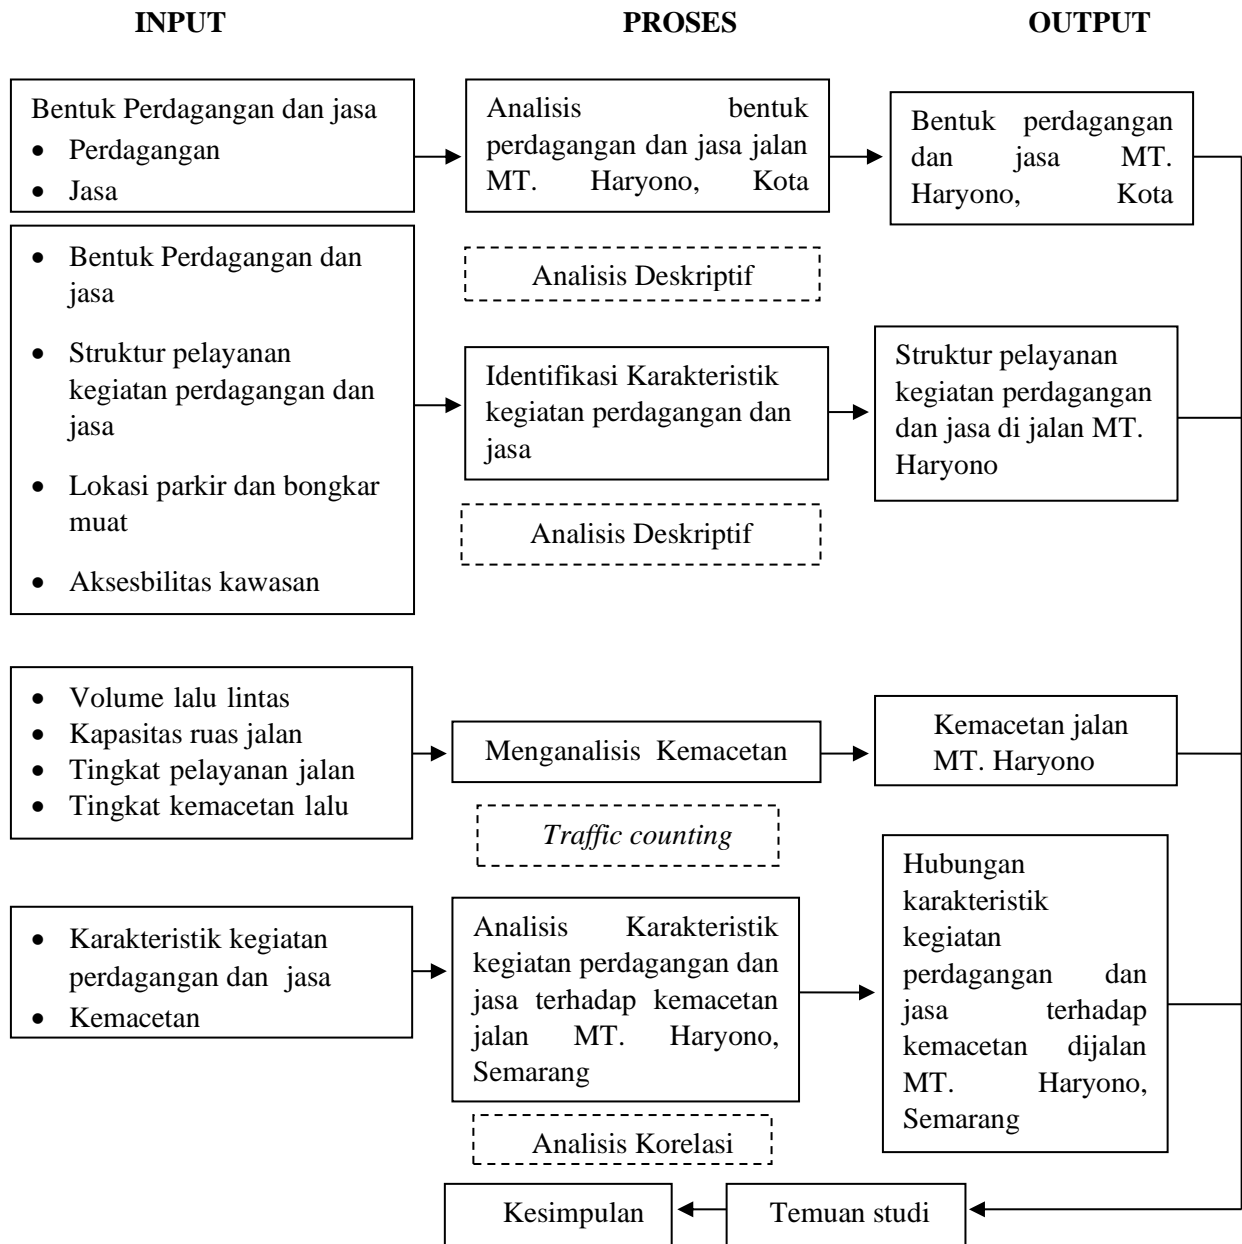 INPUT
PROSES
OUTPUT
Bentuk Perdagangan dan jasa
• Perdagangan
• Jasa
Analisis bentuk
perdagangan dan jasa jalan
MT. Haryono, Kota
Bentuk perdagangan
dan jasa MT.
Haryono, Kota
• Bentuk Perdagangan dan
jasa
• Struktur pelayanan
kegiatan perdagangan dan
jasa
• Lokasi parkir dan bongkar
muat
• Aksesbilitas kawasan
Analisis Deskriptif
Identifikasi Karakteristik
kegiatan perdagangan dan
jasa
Struktur pelayanan
kegiatan perdagangan
dan jasa di jalan MT.
Haryono
Analisis Deskriptif
• Volume lalu lintas
• Kapasitas ruas jalan
• Tingkat pelayanan jalan
• Tingkat kemacetan lalu
Menganalisis Kemacetan
Kemacetan jalan
MT. Haryono
Traffic counting
• Karakteristik kegiatan
perdagangan dan jasa
• Kemacetan
Analisis Karakteristik
kegiatan perdagangan dan
jasa terhadap kemacetan
jalan MT. Haryono,
Semarang
Hubungan
karakteristik
kegiatan
perdagangan dan
jasa terhadap
kemacetan dijalan
MT. Haryono,
Semarang
Analisis Korelasi
Kesimpulan
Temuan studi